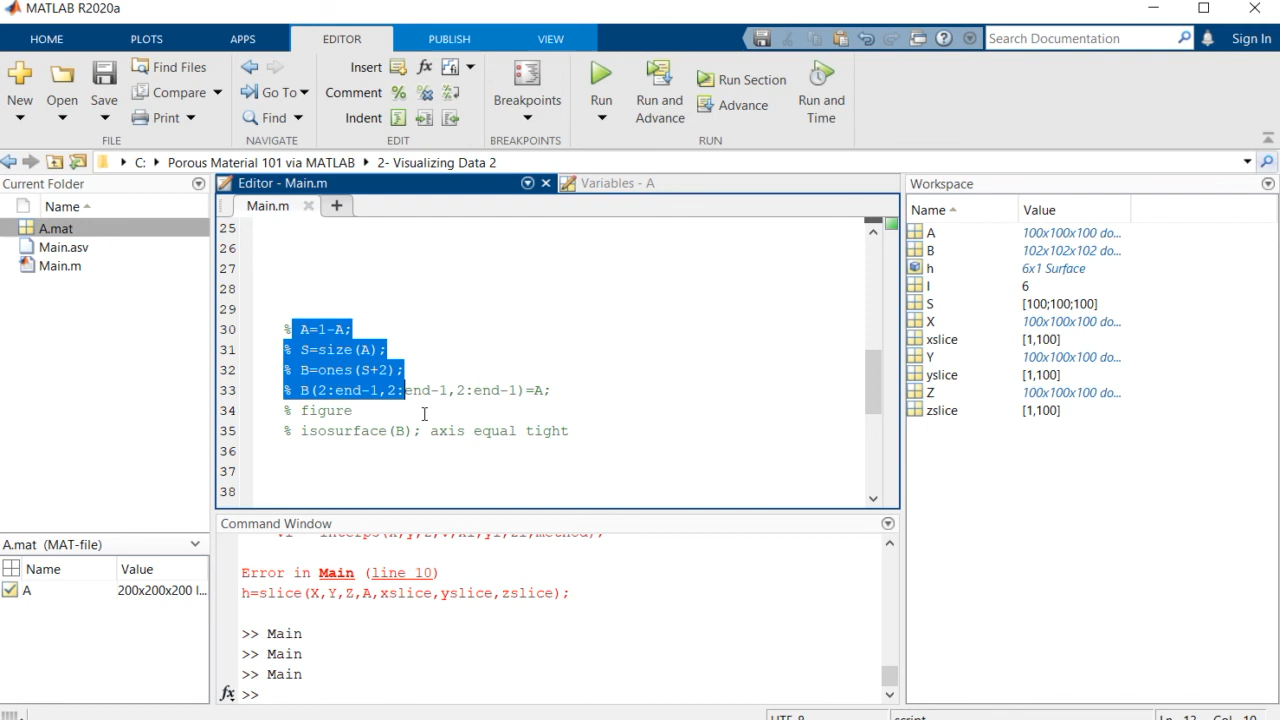 MATLAB R2020a
HOME PLOTS APPS EDITOR PUBLISH VIEW Search Documentation Sign In
New Open Save Find Files Compare Print
FILE
Go To Find
NAVIGATE
Insert fx
Comment %
Indent
EDIT
Breakpoints
BREAKPOINTS
Run Run and Advance Run Section Advance Run and Time
RUN
C: Porous Material 101 via MATLAB 2- Visualizing Data 2
Current Folder
Name
A.mat
Main.asv
Main.m
A.mat (MAT-file)
Name Value
A 200x200x200 l...
Editor - Main.m Variables - A
Main.m
25
26
27
28
29
30 % A=1-A;
31 % S=size(A);
32 % B=ones(S+2);
33 % B(2:end-1,2:end-1,2:end-1)=A;
34 % figure
35 % isosurface(B); axis equal tight
36
37
38
Command Window
Error in Main (line 10)
h=slice(X,Y,Z,A,xslice,yslice,zslice);
>> Main
>> Main
>> Main
fx >>
Workspace
Name Value
A 100x100x100 do...
B 102x102x102 do...
h 6x1 Surface
I 6
S [100;100;100]
X 100x100x100 do...
xslice [1,100]
Y 100x100x100 do...
yslice [1,100]
Z 100x100x100 do...
zslice [1,100]